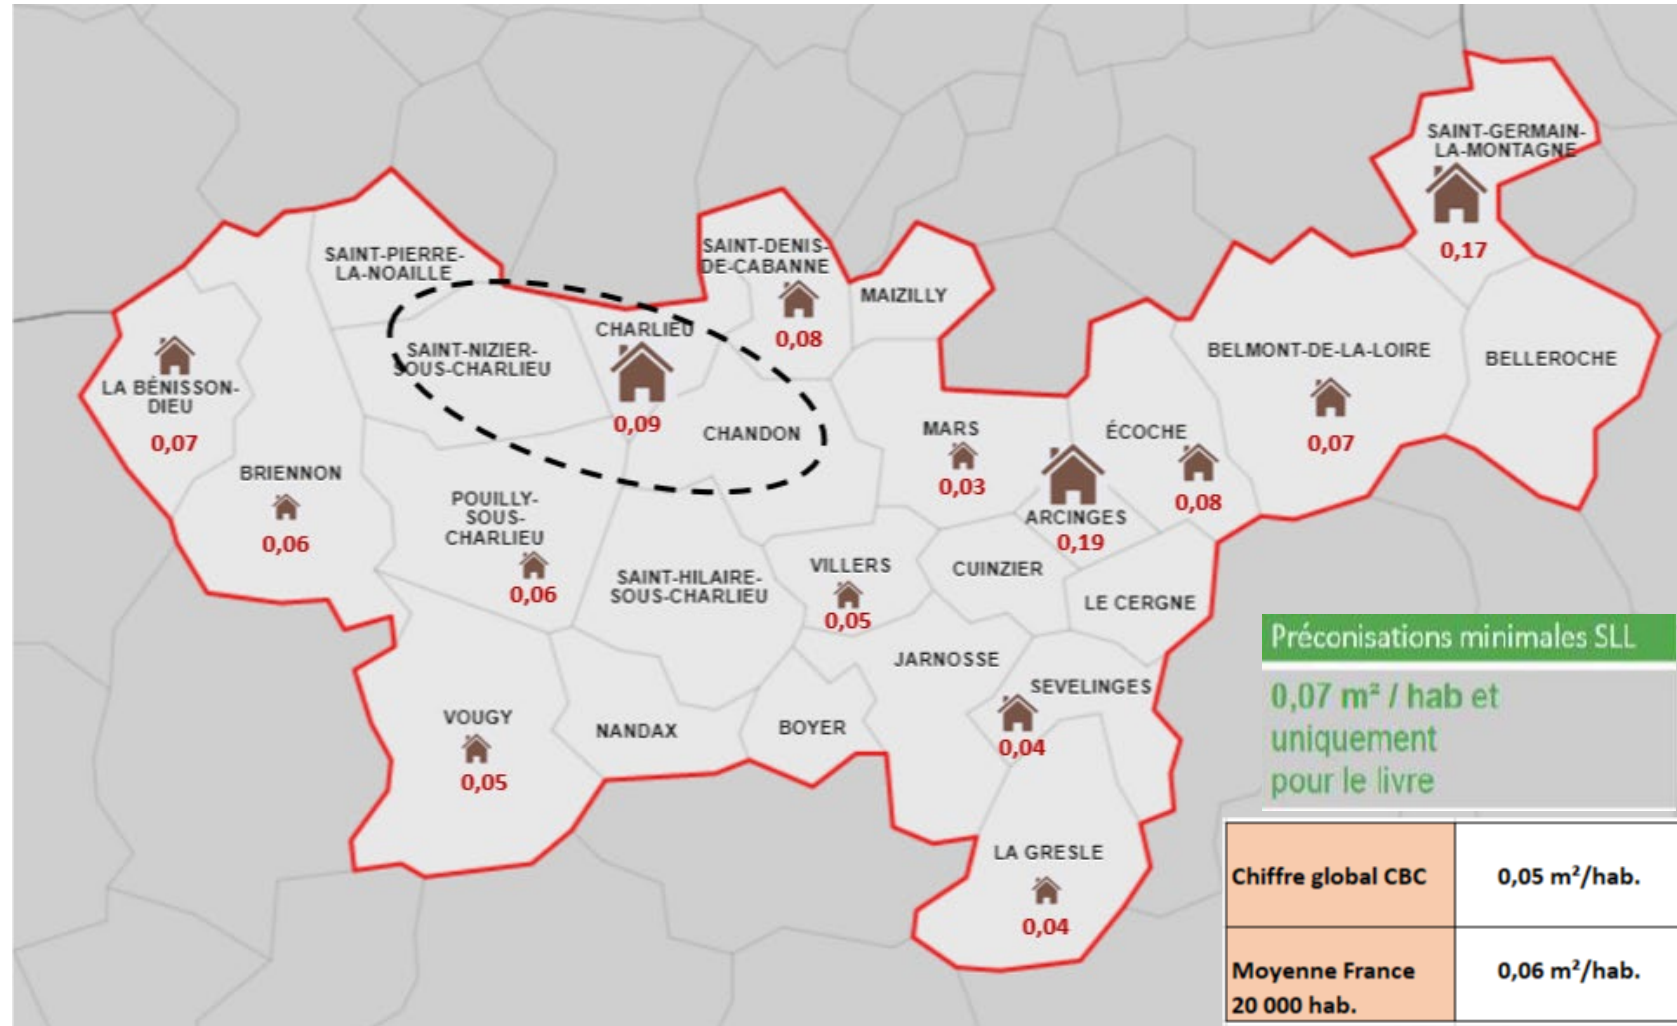 SAINT-GERMAIN-
LA-MONTAGNE
0,17
SAINT-PIERRE-
LA-NOAILLE
SAINT-DENIS-
DE-CABANNE
0,08
MAIZILLY
CHARLIEU
0,09
SAINT-NIZIER-
SOUS-CHARLIEU
BELMONT-DE-LA-LOIRE
0,07
BELLEROCHE
LA BÉNISSON-
DIEU
0,07
CHANDON
MARS
0,03
ÉCOCHE
0,08
BRIENNON
0,06
POUILLY-
SOUS-
CHARLIEU
0,06
ARCINGES
0,19
VILLERS
0,05
CUINZIER
SAINT-HILAIRE-
SOUS-CHARLIEU
LE CERGNE
JARNOSSE
SEVELINGES
0,04
VOUGY
0,05
NANDAX
BOYER
LA GRESLE
0,04
Préconisations minimales SLL
0,07 m² / hab et
uniquement
pour le livre
Chiffre global CBC
0,05 m²/hab.
Moyenne France
20 000 hab.
0,06 m²/hab.